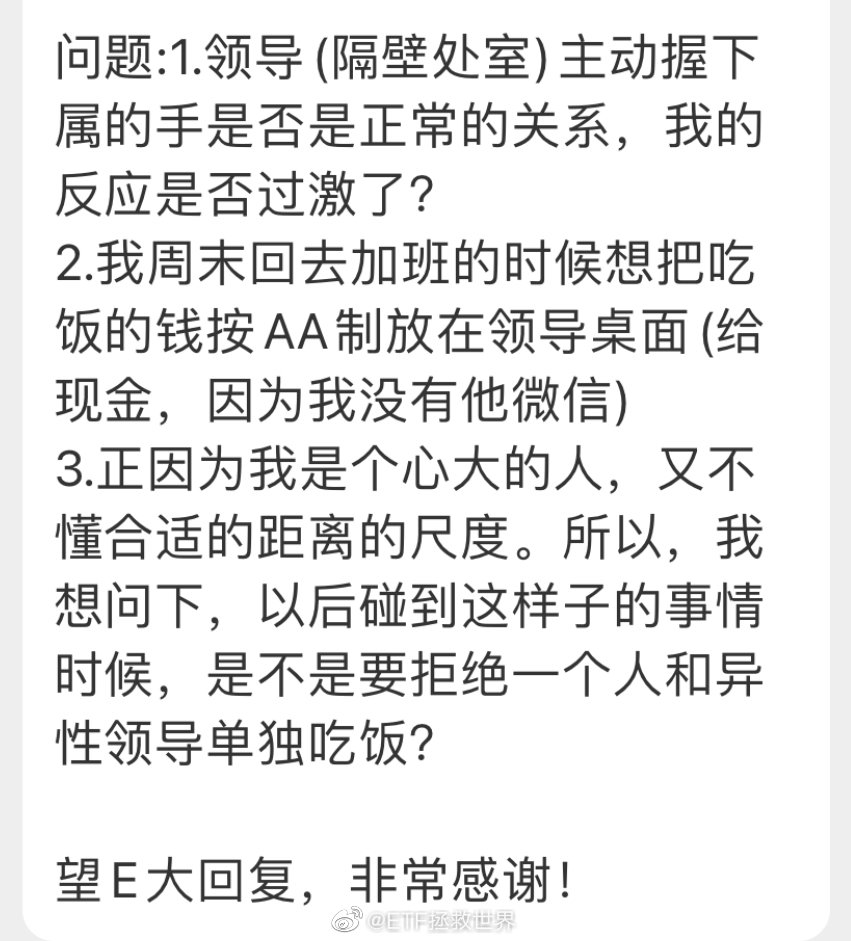 问题:1.领导(隔壁处室)主动握下
属的手是否是正常的关系，我的
反应是否过激了?
2.我周末回去加班的时候想把吃
饭的钱按AA制放在领导桌面(给
现金，因为我没有他微信)
3.正因为我是个心大的人，又不
懂合适的距离的尺度。所以，我
想问下，以后碰到这样子的事情
时候，是不是要拒绝一个人和异
性领导单独吃饭?
望E大回复，非常感谢!
@ETF拯救世界